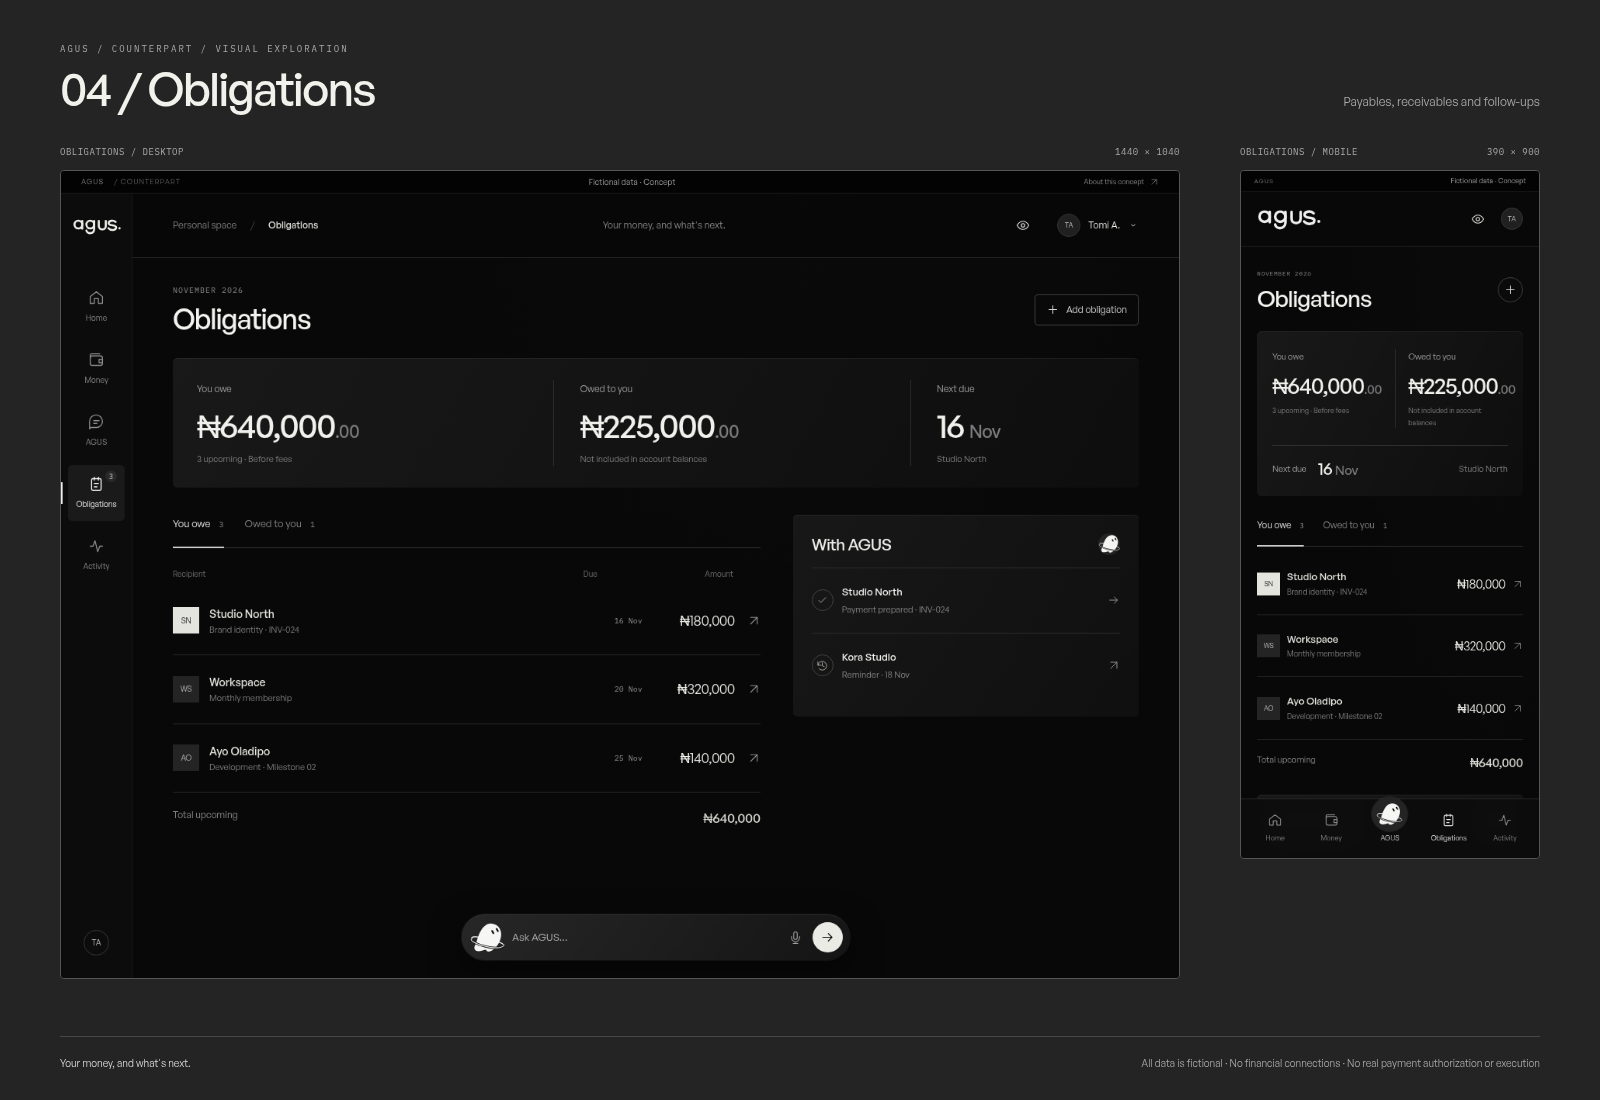 AGUS / COUNTERPART / VISUAL EXPLORATION
04 / Obligations
Payables, receivables and follow-ups
OBLIGATIONS / DESKTOP
1440 × 1040
AGUS / COUNTERPART
Fictional data · Concept
About this concept
agus.
Personal space / Obligations
Your money, and what's next.
TA
Tomi A.
Home
Money
AGUS
3
Obligations
Activity
TA
NOVEMBER 2026
Obligations
Add obligation
You owe
₦640,000.00
3 upcoming · Before fees
Owed to you
₦225,000.00
Not included in account balances
Next due
16 Nov
Studio North
You owe 3
Owed to you 1
Recipient
Due
Amount
SN
Studio North
Brand identity · INV-024
16 Nov
₦180,000
WS
Workspace
Monthly membership
20 Nov
₦320,000
AO
Ayo Oladipo
Development · Milestone 02
25 Nov
₦140,000
Total upcoming
₦640,000
With AGUS
Studio North
Payment prepared · INV-024
Kora Studio
Reminder · 18 Nov
Ask AGUS...
OBLIGATIONS / MOBILE
390 × 900
AGUS
Fictional data · Concept
agus.
TA
NOVEMBER 2026
Obligations
You owe
₦640,000.00
3 upcoming · Before fees
Owed to you
₦225,000.00
Not included in account
balances
Next due
16 Nov
Studio North
You owe 3
Owed to you 1
SN
Studio North
Brand identity · INV-024
₦180,000
WS
Workspace
Monthly membership
₦320,000
AO
Ayo Oladipo
Development · Milestone 02
₦140,000
Total upcoming
₦640,000
Home
Money
AGUS
Obligations
Activity
Your money, and what's next.
All data is fictional · No financial connections · No real payment authorization or execution